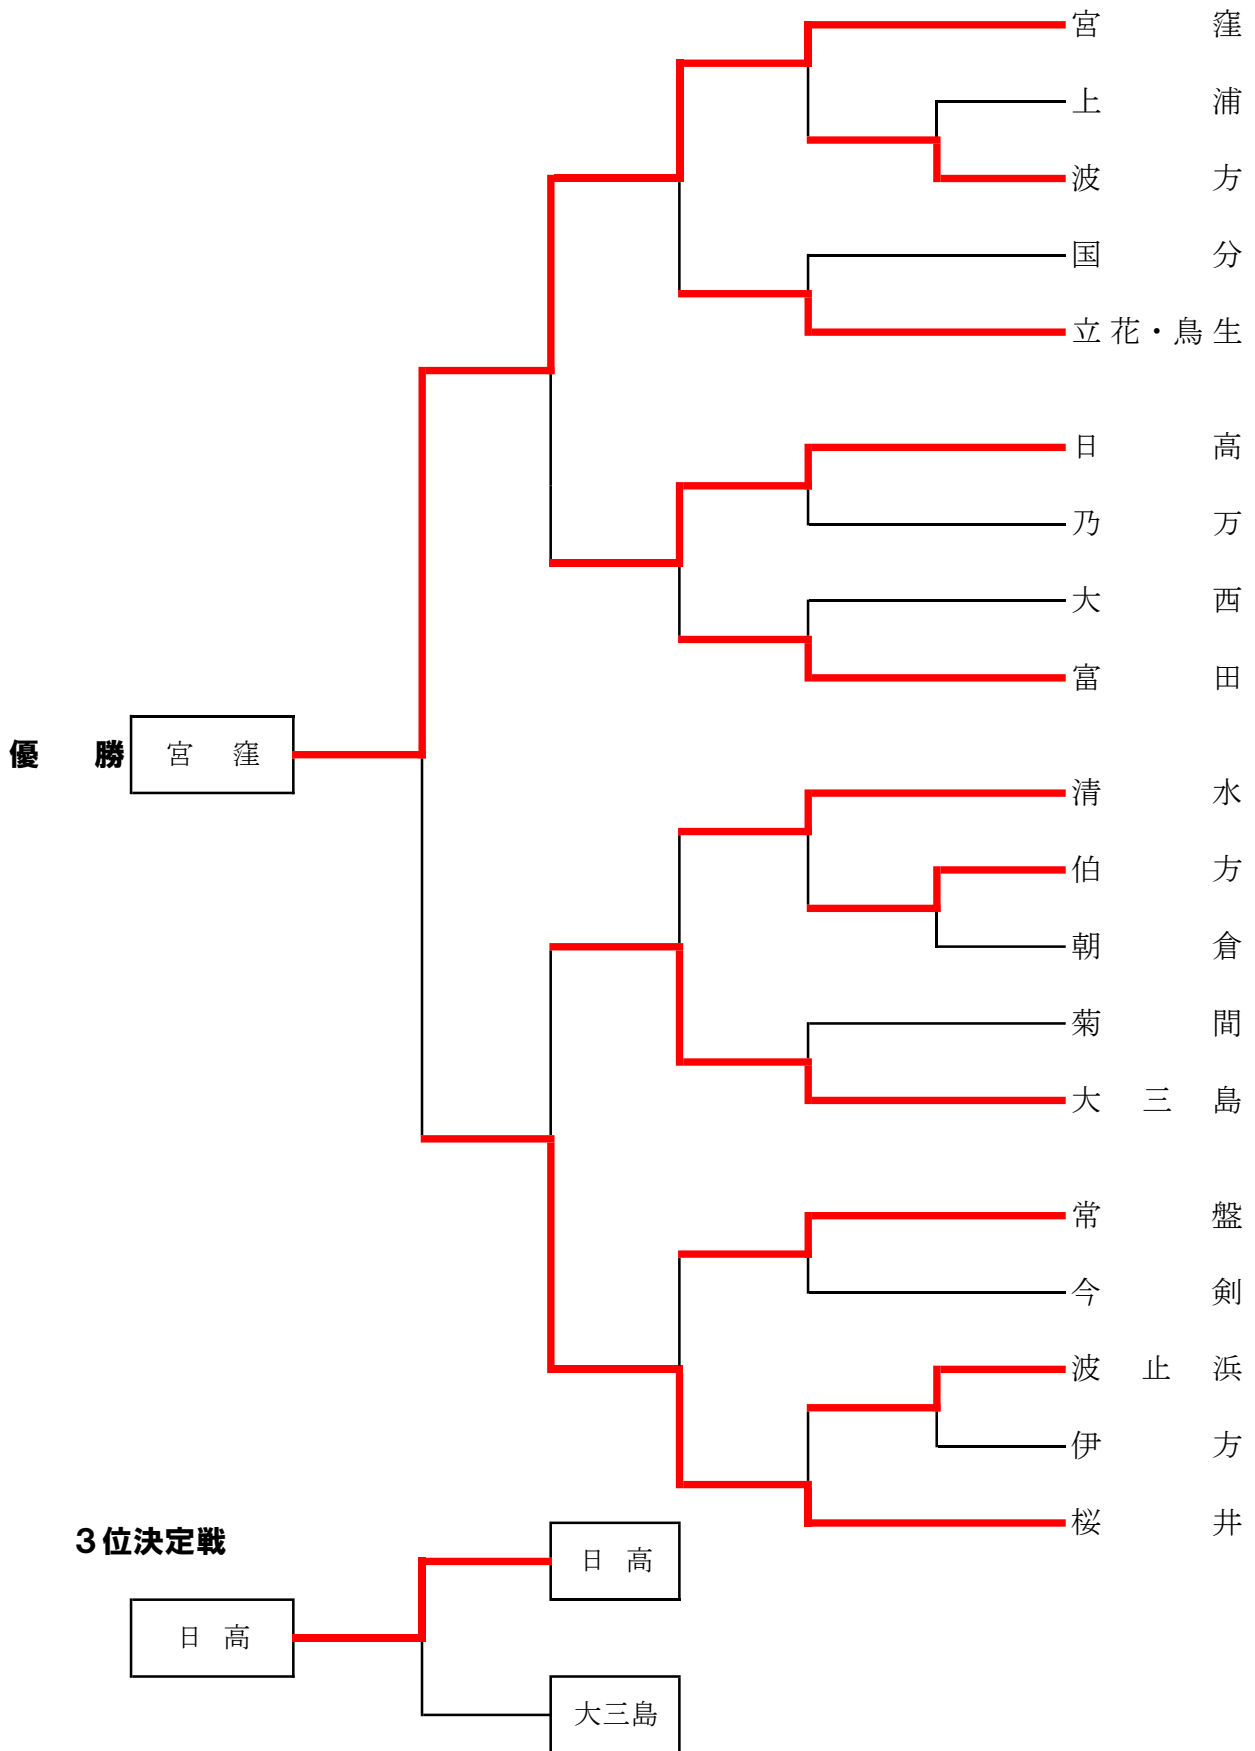 宮窪
上浦
波方
国分
立花・鳥生
日高
乃万
大西
富田
優勝 宮窪
清水
伯方
朝倉
菊間
大三島
常盤
今剣
波止浜
伊方
桜井
3位決定戦
日高
日高
大三島